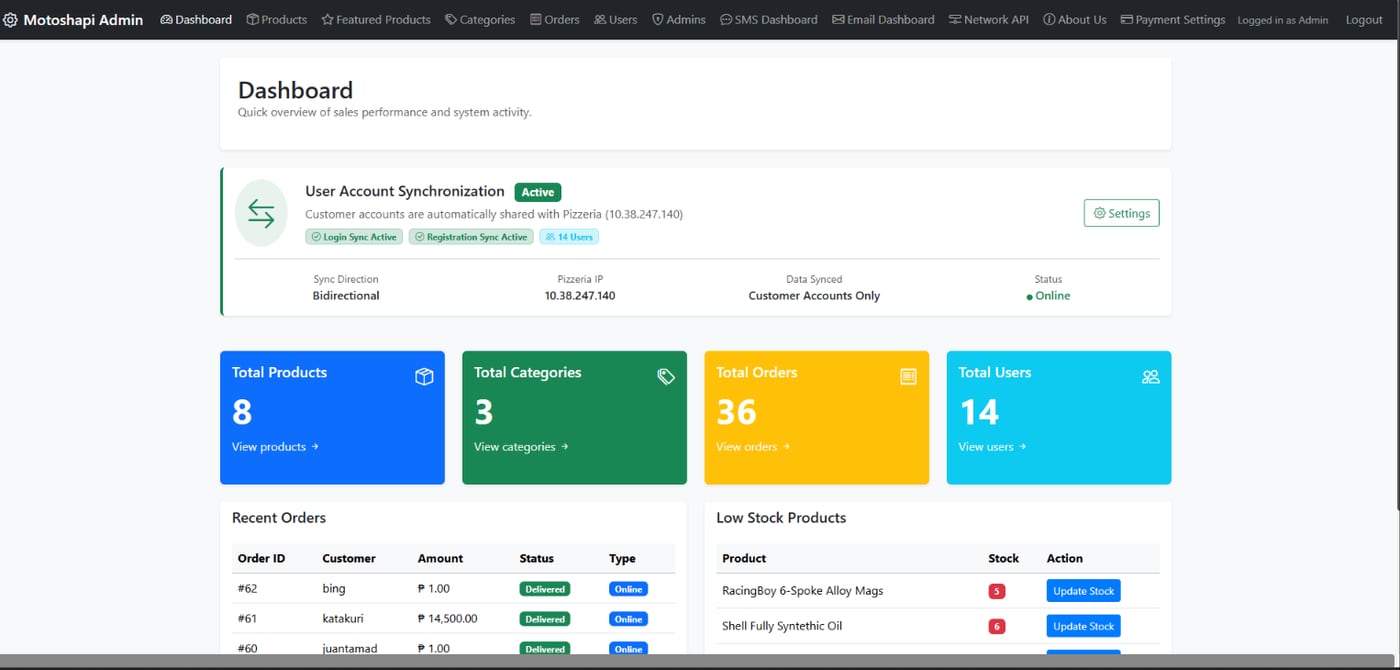 Motoshapi Admin Dashboard Products Featured Products Categories Orders Users Admins SMS Dashboard Email Dashboard Network API About Us Payment Settings Logged in as Admin Logout
Dashboard
Quick overview of sales performance and system activity.
User Account Synchronization Active
Customer accounts are automatically shared with Pizzeria (10.38.247.140)
Settings
Login Sync Active Registration Sync Active 14 Users
Sync Direction Pizzeria IP Data Synced Status
Bidirectional 10.38.247.140 Customer Accounts Only Online
Total Products Total Categories Total Orders Total Users
8 3 36 14
View products → View categories → View orders → View users →
Recent Orders
Order ID Customer Amount Status Type
#62 bing ₱ 1.00 Delivered Online
#61 katakuri ₱ 14,500.00 Delivered Online
#60 juantamad ₱ 1.00 Delivered Online
Low Stock Products
Product Stock Action
RacingBoy 6-Spoke Alloy Mags 5 Update Stock
Shell Fully Syntethic Oil 6 Update Stock